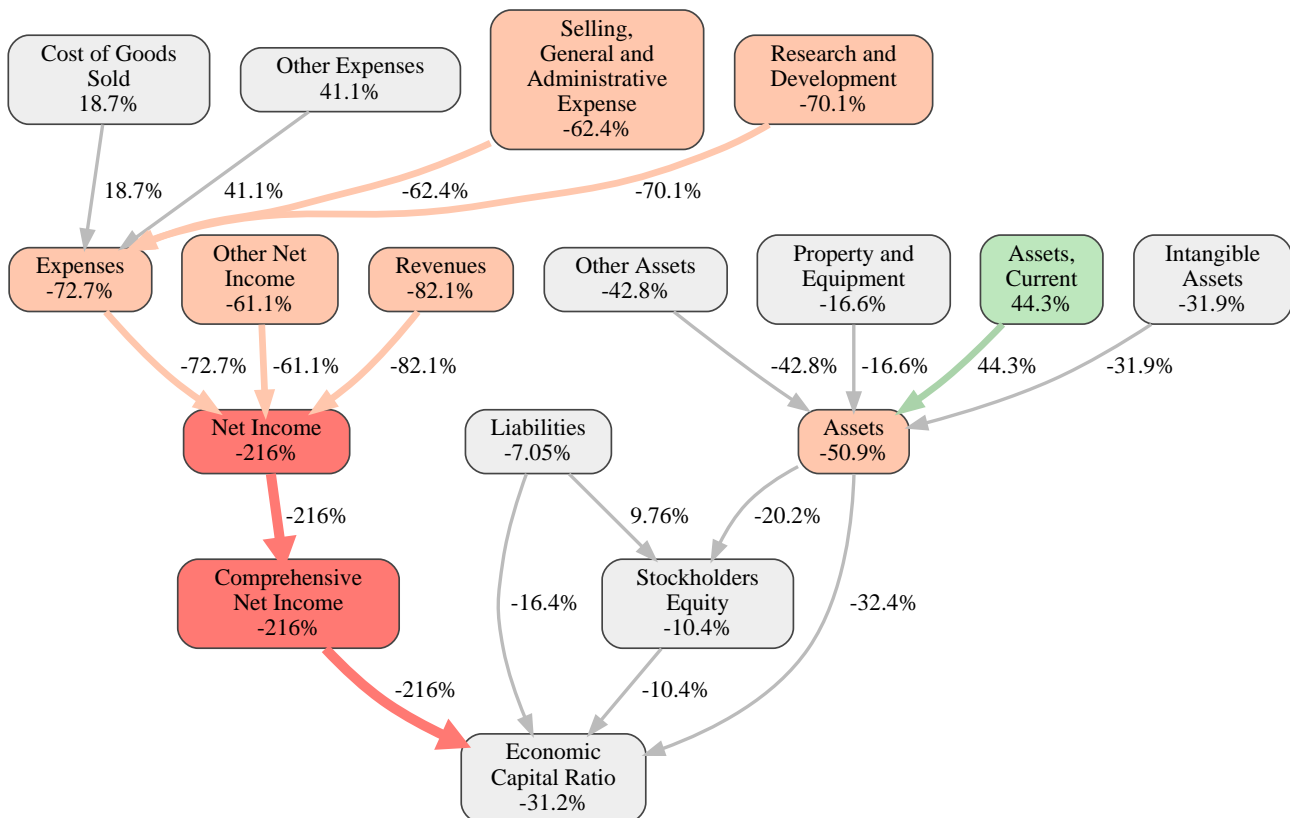 Cost of Goods
Sold
18.7%
Other Expenses
41.1%
Selling,
General and
Administrative
Expense
-62.4%
Research and
Development
-70.1%
18.7%
41.1%
-62.4%
-70.1%
Expenses
-72.7%
Other Net
Income
-61.1%
Revenues
-82.1%
Other Assets
-42.8%
Property and
Equipment
-16.6%
Assets,
Current
44.3%
Intangible
Assets
-31.9%
-72.7%
-61.1%
-82.1%
-42.8%
-16.6%
44.3%
-31.9%
Net Income
-216%
Liabilities
-7.05%
Assets
-50.9%
-216%
9.76%
-20.2%
Comprehensive
Net Income
-216%
-16.4%
Stockholders
Equity
-10.4%
-32.4%
-216%
-10.4%
Economic
Capital Ratio
-31.2%